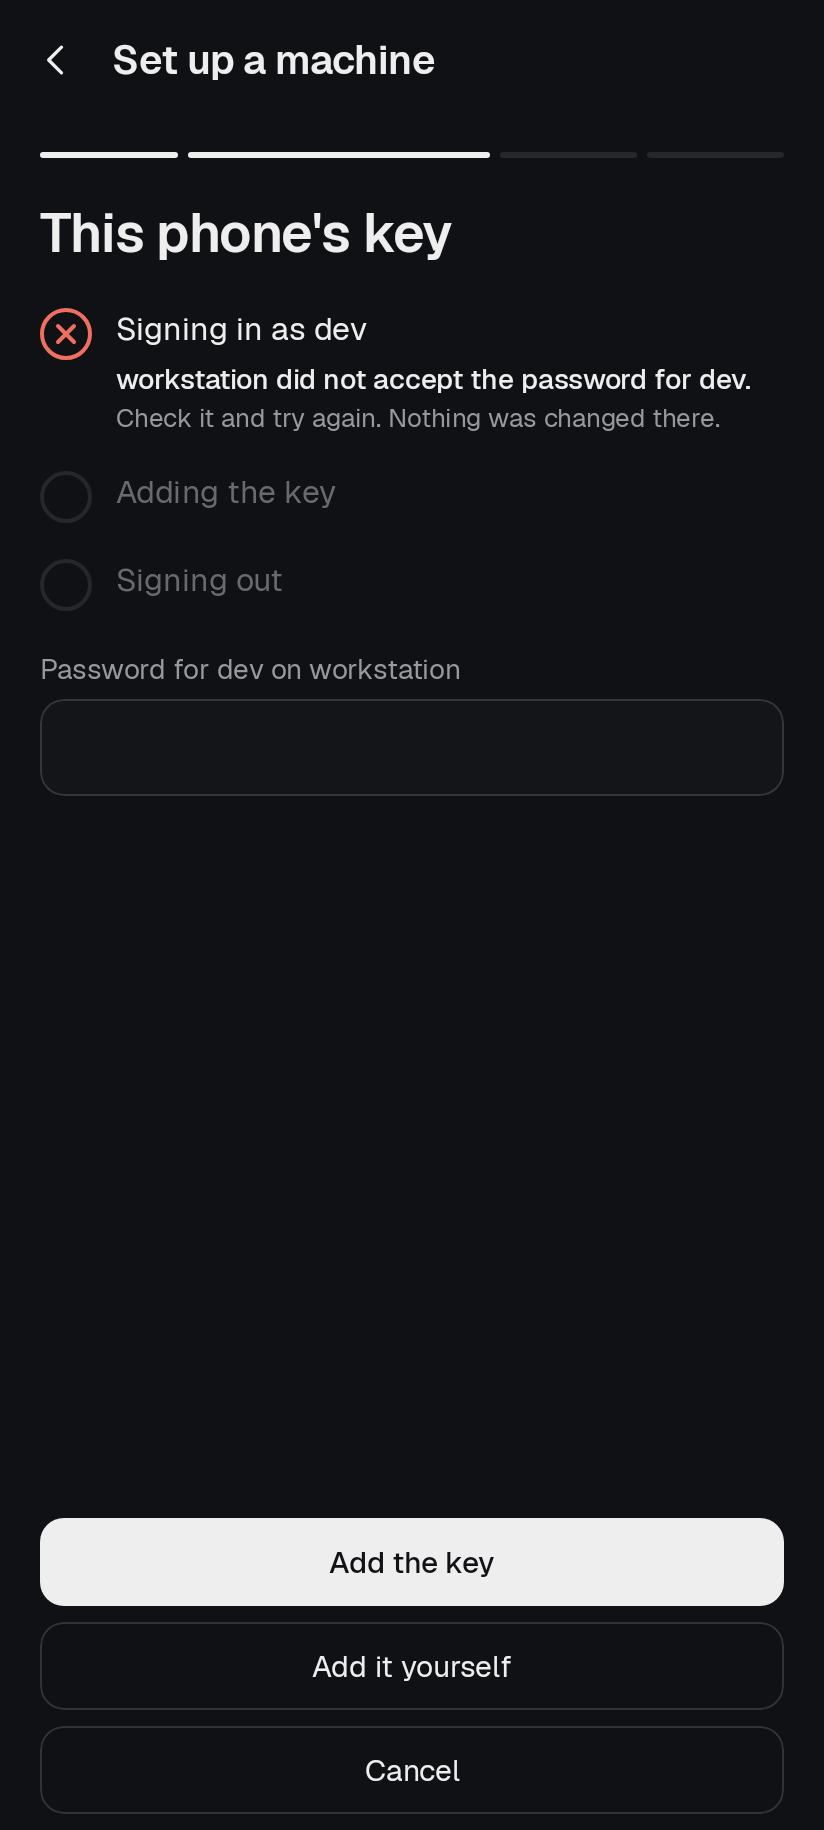 Set up a machine
This phone's key
Signing in as dev
workstation did not accept the password for dev.
Check it and try again. Nothing was changed there.
Adding the key
Signing out
Password for dev on workstation
Add the key
Add it yourself
Cancel